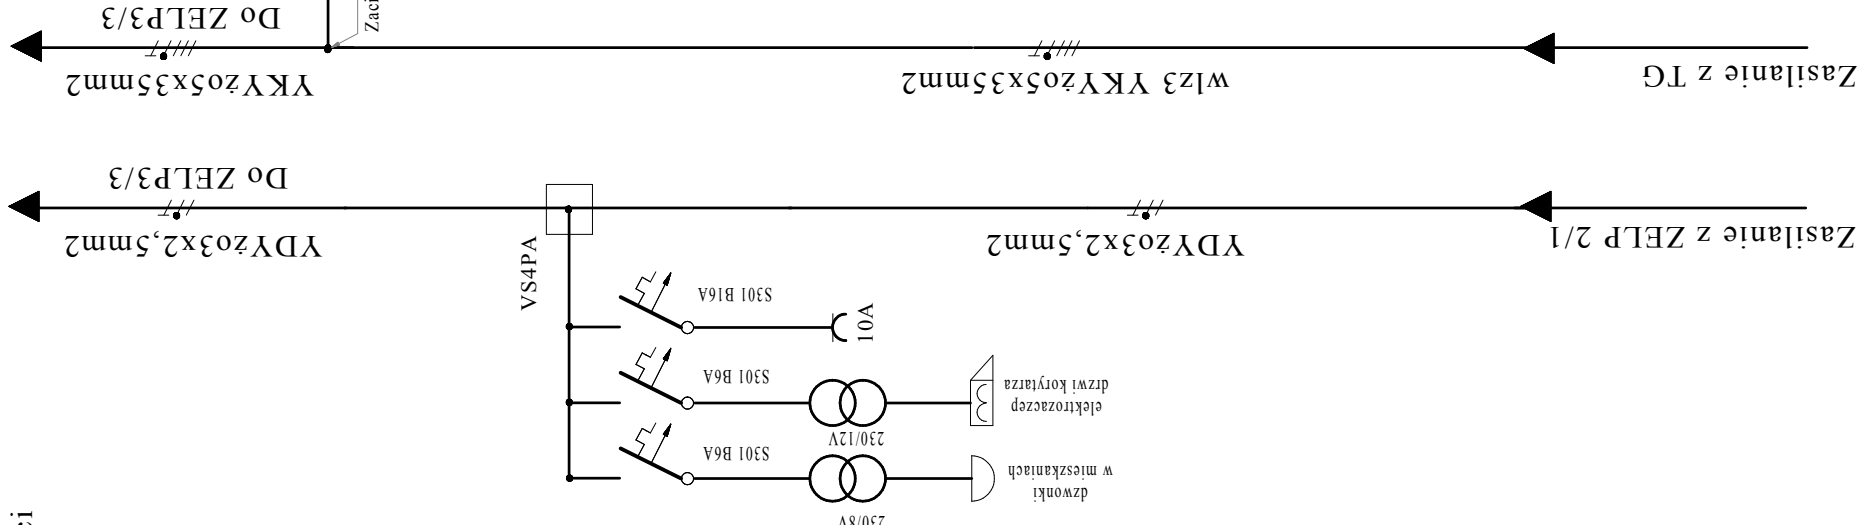 Do ZELP3/3
Zaci
YKYżo5x35mm2
wlz3 YKYżo5x35mm2
Zasilanie z TG
Do ZELP3/3
YDYżo3x2,5mm2
YDYżo3x2,5mm2
Zasilanie z ZELP 2/1
VS4PA
S301 B16A
10A
S301 B6A
230/12V
elektrozaczep
drzwi korytarza
S301 B6A
230/8V
dzwonki
w mieszkaniach